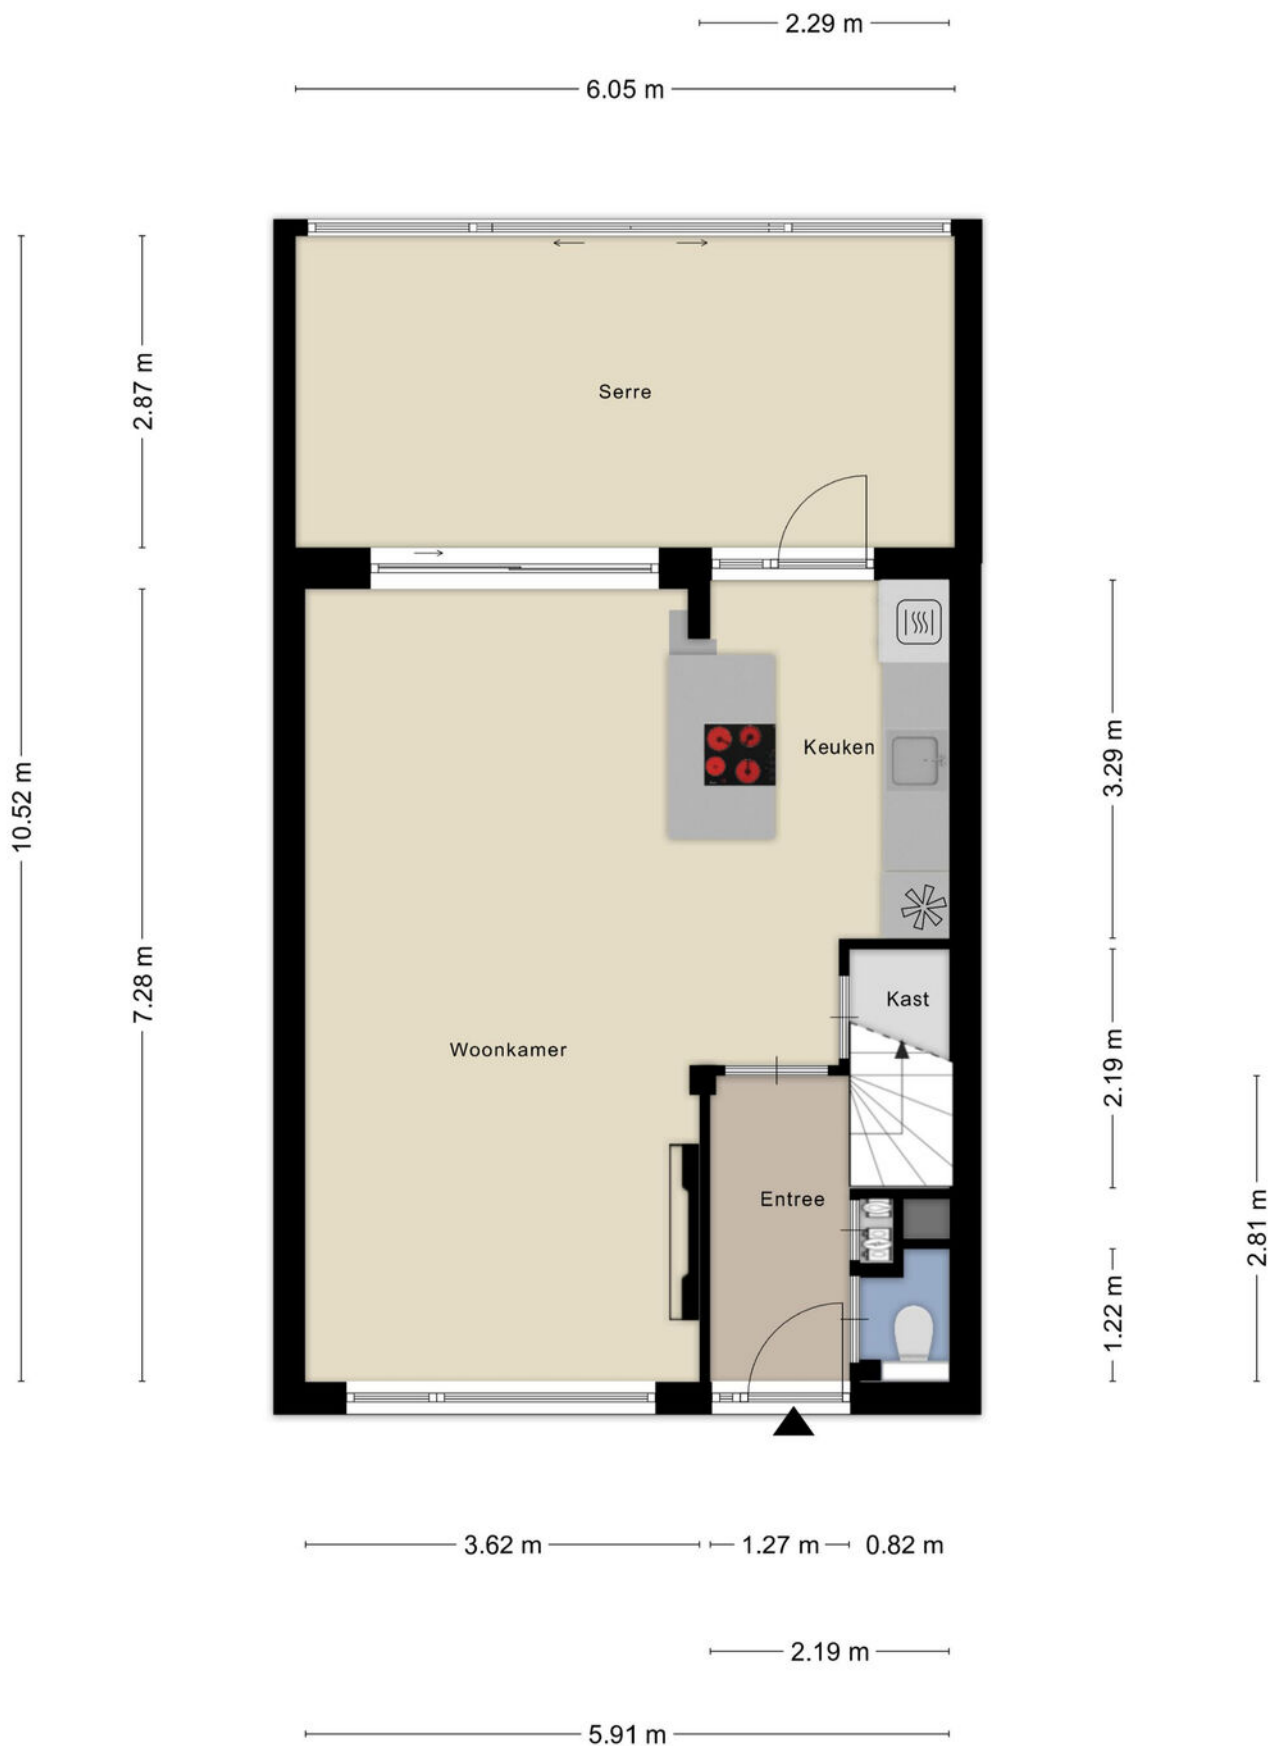 2.29 m
6.05 m
Serre
2.87 m
10.52 m
7.28 m
Keuken
3.29 m
Kast
Woonkamer
2.19 m
Entree
2.81 m
1.22 m
3.62 m
1.27 m
0.82 m
2.19 m
5.91 m